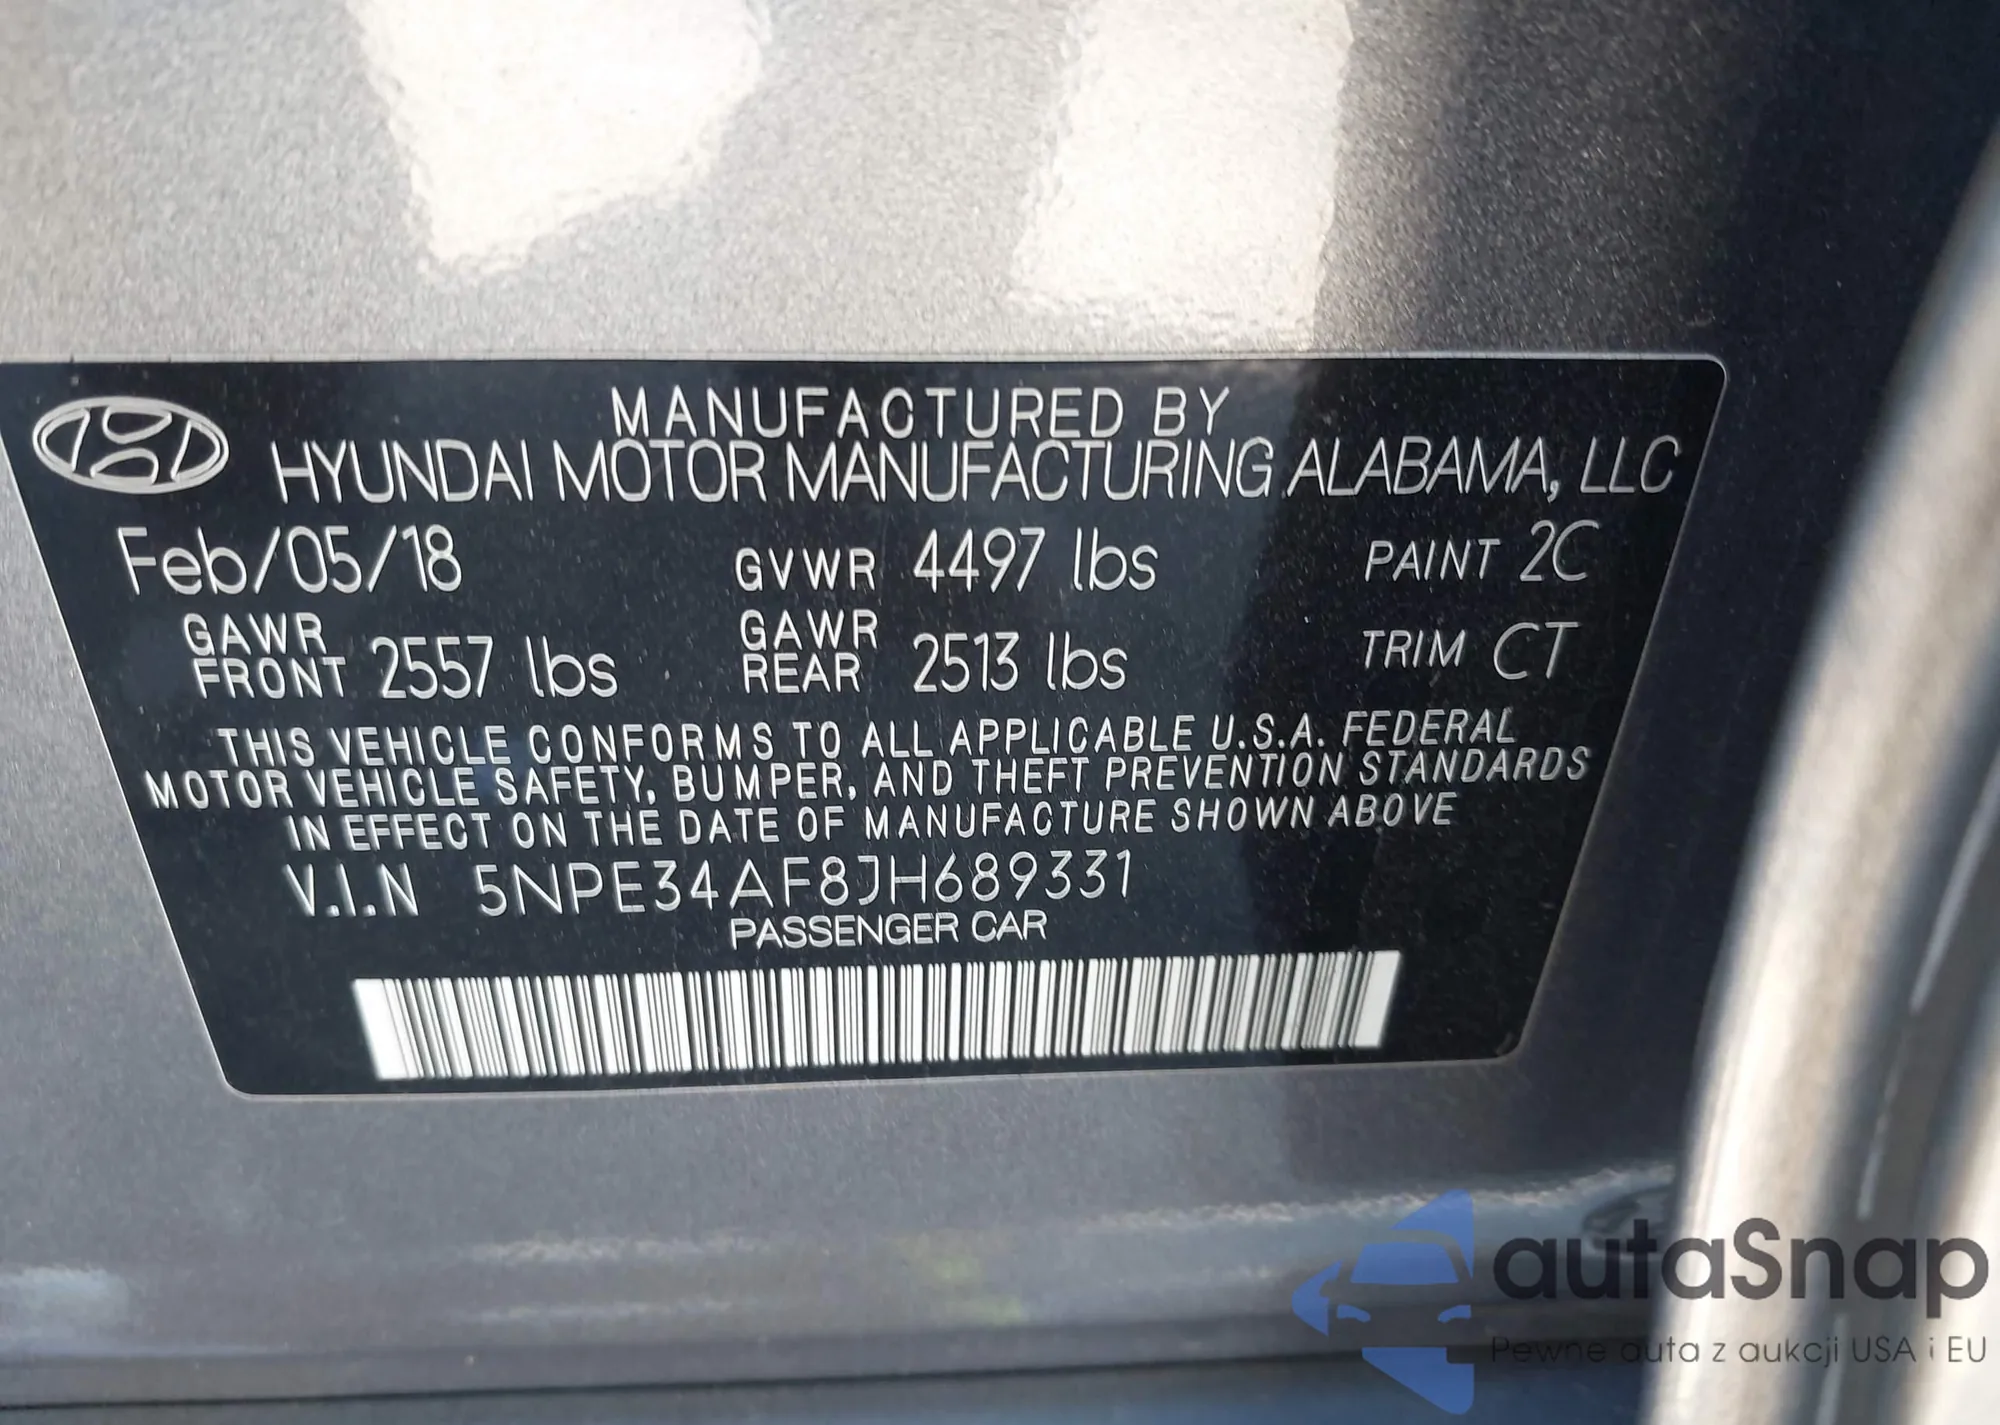 MANUFACTURED BY
HYUNDAI MOTOR MANUFACTURING ALABAMA, LLC
Feb/05/18 GVWR 4497 lbs PAINT 2C
GAWR FRONT 2557 lbs GAWR REAR 2513 lbs TRIM CT
THIS VEHICLE CONFORMS TO ALL APPLICABLE U.S.A. FEDERAL
MOTOR VEHICLE SAFETY, BUMPER, AND THEFT PREVENTION STANDARDS
IN EFFECT ON THE DATE OF MANUFACTURE SHOWN ABOVE
V.I.N 5NPE34AF8JH689331
PASSENGER CAR
autaSnap
Pewne auta z aukcji USA i EU